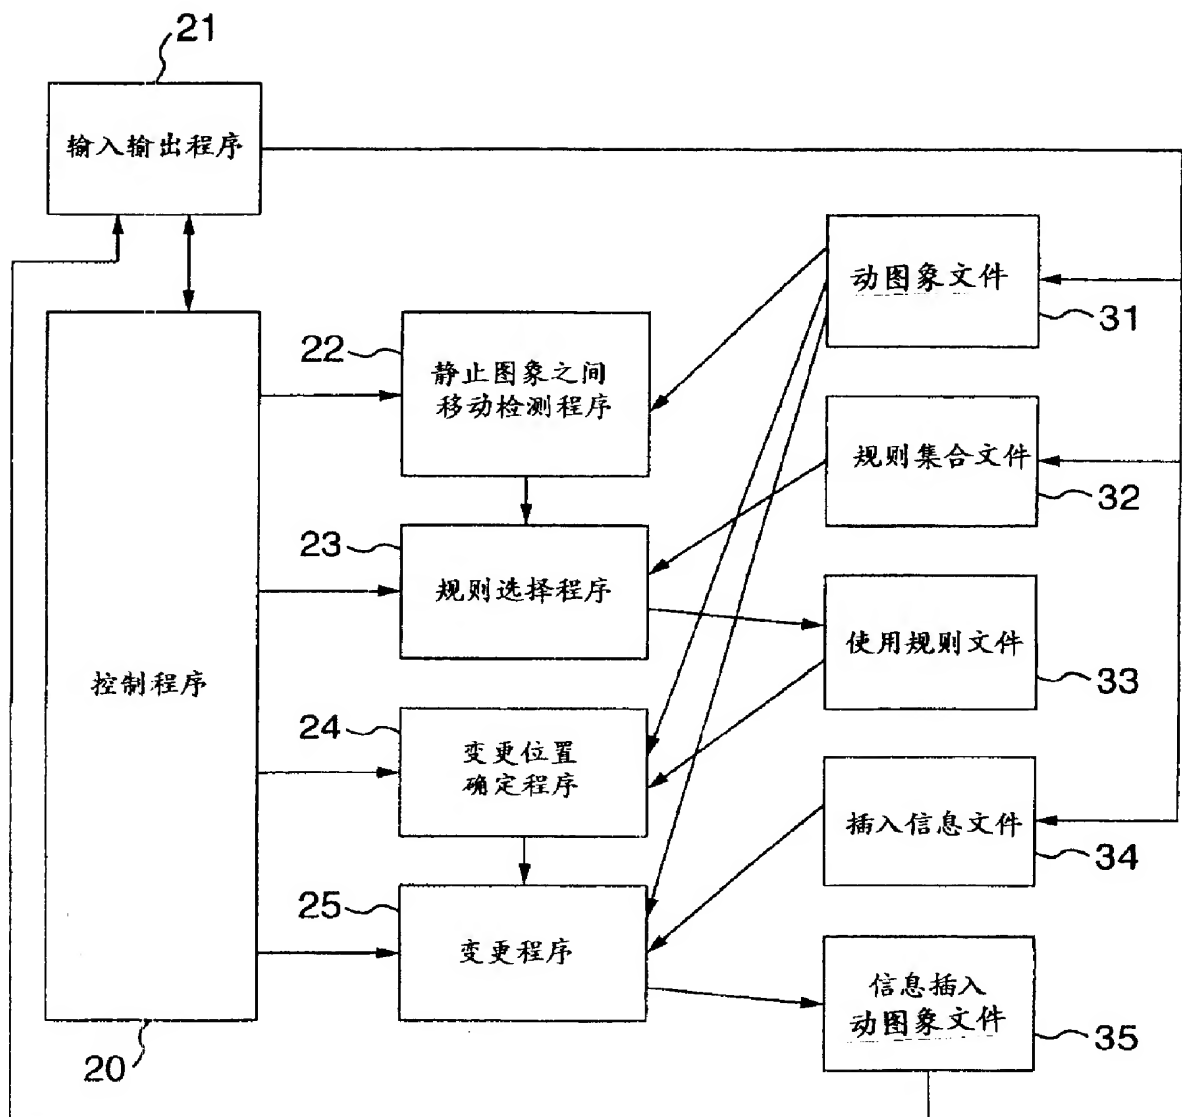 21
输入输出程序
动图象文件
31
22
静止图象之间
移动检测程序
规则集合文件
32
23
规则选择程序
使用规则文件
33
控制程序
24
变更位置
确定程序
插入信息文件
34
25
变更程序
信息插入
动图象文件
35
20